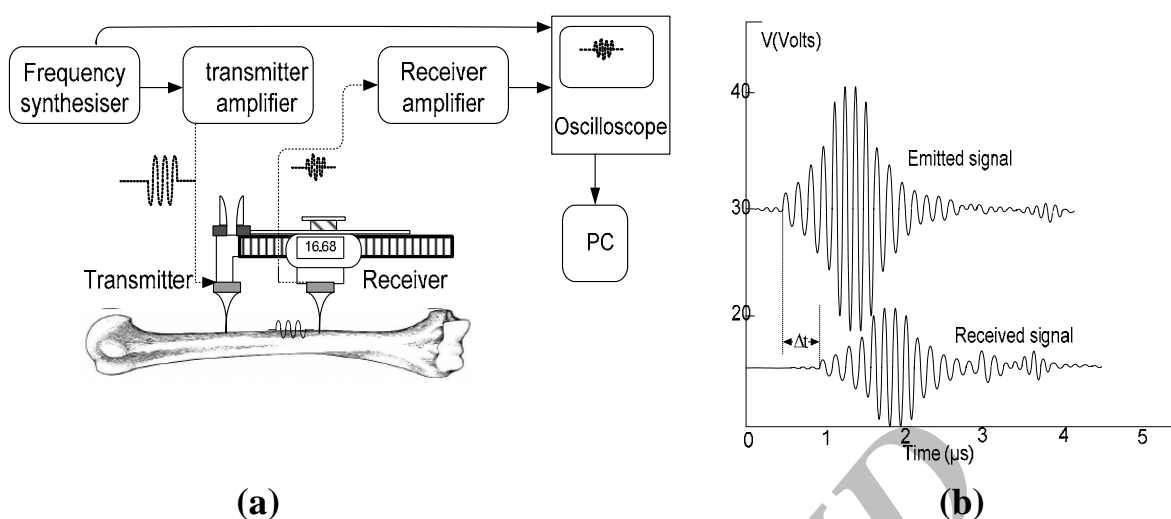 Frequency
synthesiser
transmitter
amplifier
Receiver
amplifier
Oscilloscope
PC
16.68
Transmitter
Receiver
(a)
V(Volts)
40
Emitted signal
30
20
Δt
Received signal
0 1 2 3 4 5
Time (µs)
(b)